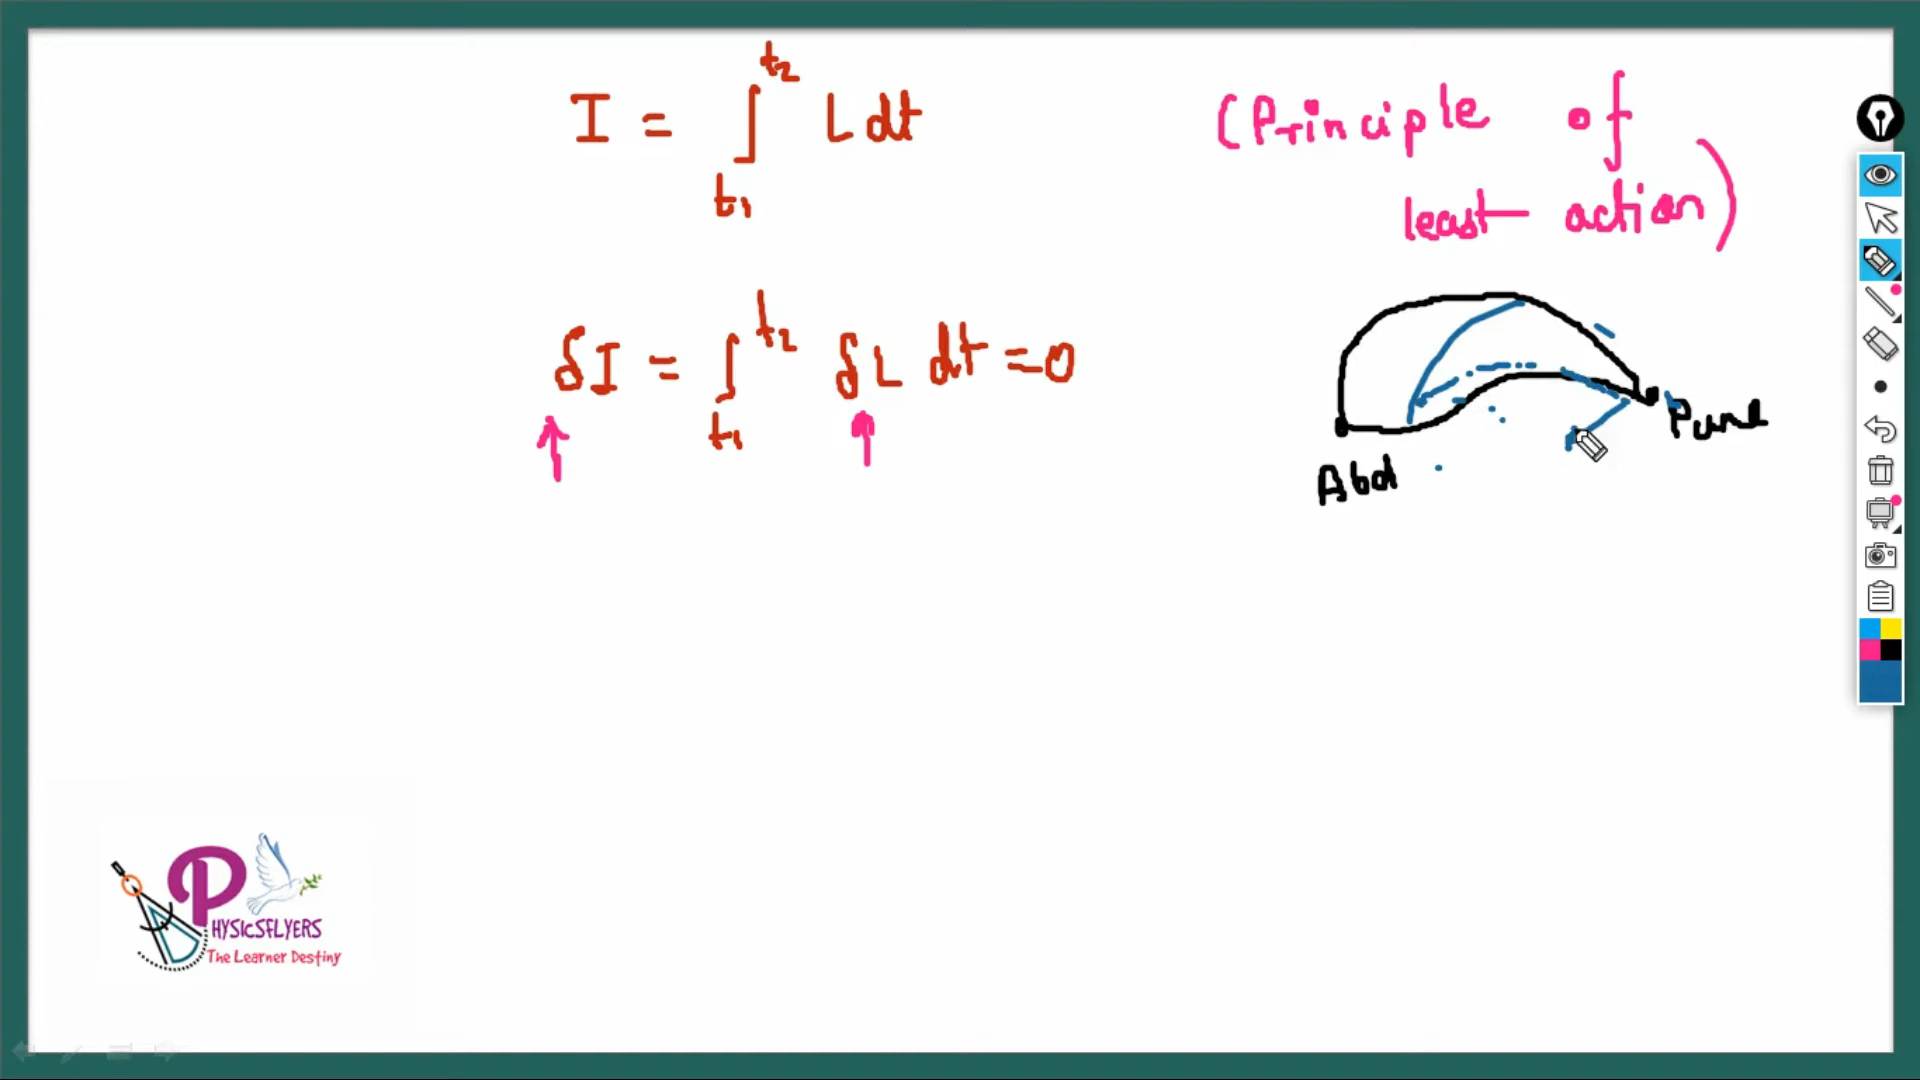 I = ∫ t₁ t₂ L dt
(Principle of
least action)
δI = ∫ t₁ t₂ δL dt = 0
Pune
Abd
PHYSICSFLYERS
The Learner Destiny